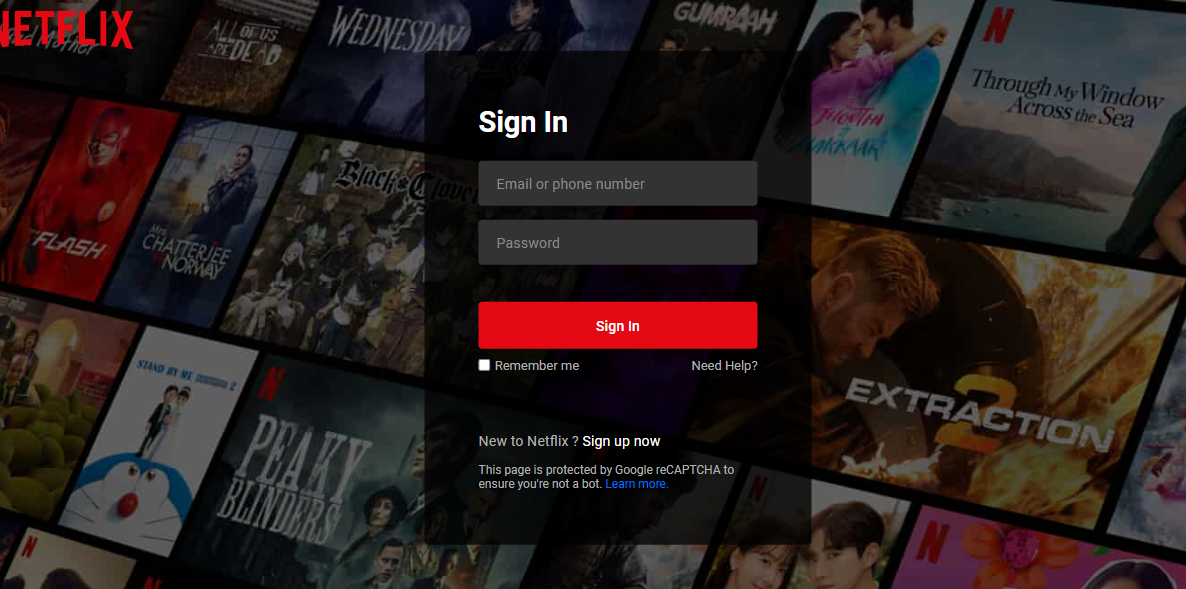 NETFLIX
ALL OF US
ARE DEAD
WEDNESDAY
GUMRAAH
N
THROUGH MY WINDOW
ACROSS THE SEA
JHOOTHI
MAKKAAR
Sign In
Email or phone number
Password
Sign In
Remember me
Need Help?
New to Netflix ? Sign up now
This page is protected by Google reCAPTCHA to
ensure you're not a bot. Learn more.
FLASH
Mrs.
CHATTERJEE
NORWAY
Black Clover
STAND BY ME
2
N
PEAKY
BLINDERS
EXTRACTION
2
N
N
N
N